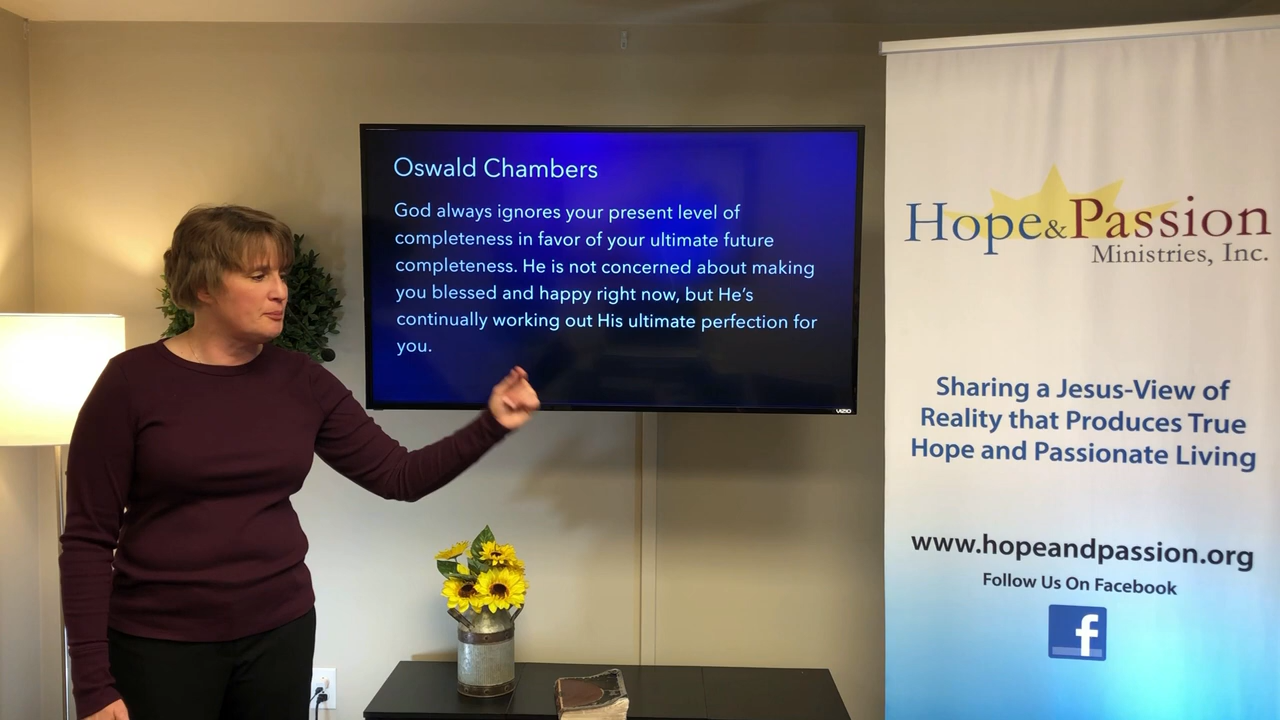 Oswald Chambers
God always ignores your present level of
completeness in favor of your ultimate future
completeness. He is not concerned about making
you blessed and happy right now, but He's
continually working out His ultimate perfection for
you.
VIZIO
Hope&Passion
Ministries, Inc.
Sharing a Jesus-View of
Reality that Produces True
Hope and Passionate Living
www.hopeandpassion.org
Follow Us On Facebook
f